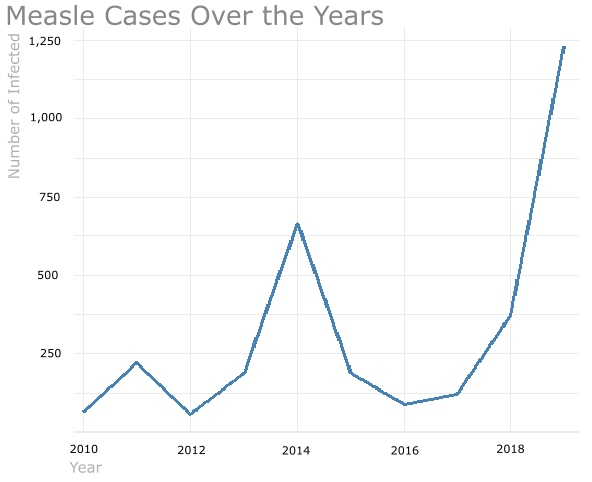 Measle Cases Over the Years
Number of Infected
1,250
1,000
750
500
250
2010 2012 2014 2016 2018
Year